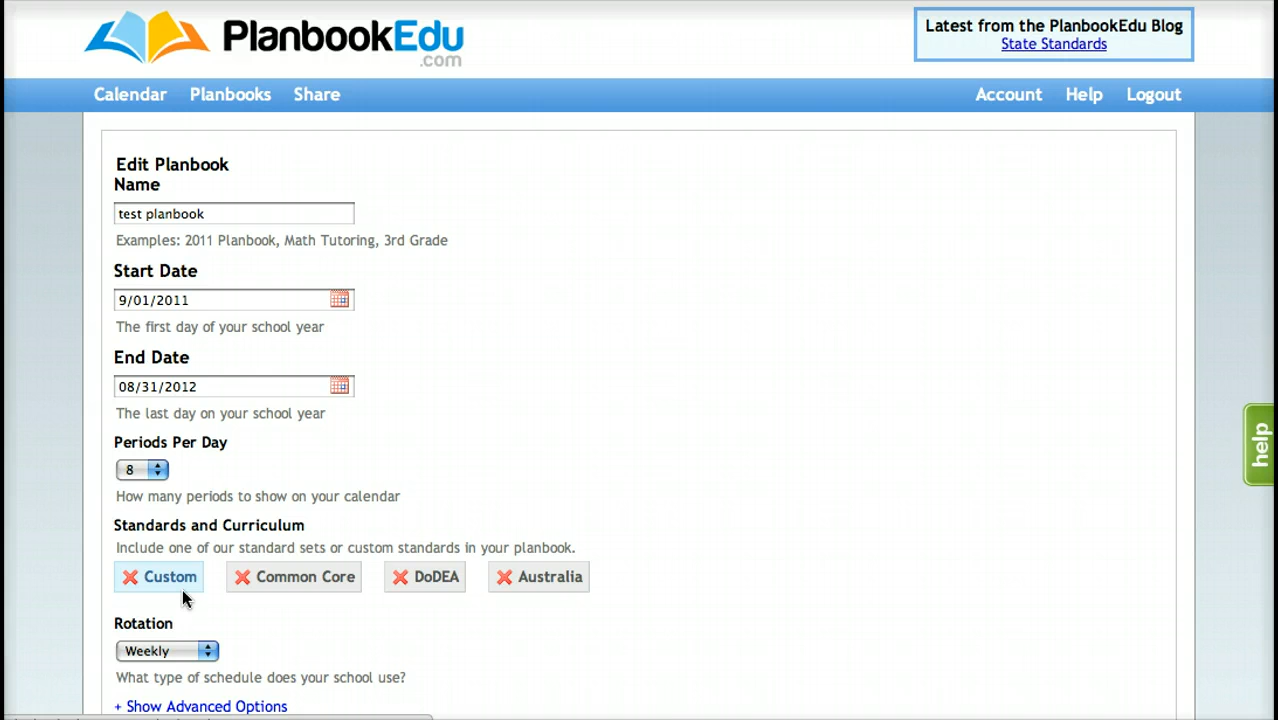 PlanbookEdu
.com
Latest from the PlanbookEdu Blog
State Standards
Calendar Planbooks Share Account Help Logout
Edit Planbook
Name
test planbook
Examples: 2011 Planbook, Math Tutoring, 3rd Grade
Start Date
9/01/2011
The first day of your school year
End Date
08/31/2012
The last day on your school year
Periods Per Day
8
How many periods to show on your calendar
Standards and Curriculum
Include one of our standard sets or custom standards in your planbook.
Custom Common Core DoDEA Australia
Rotation
Weekly
What type of schedule does your school use?
+ Show Advanced Options
help